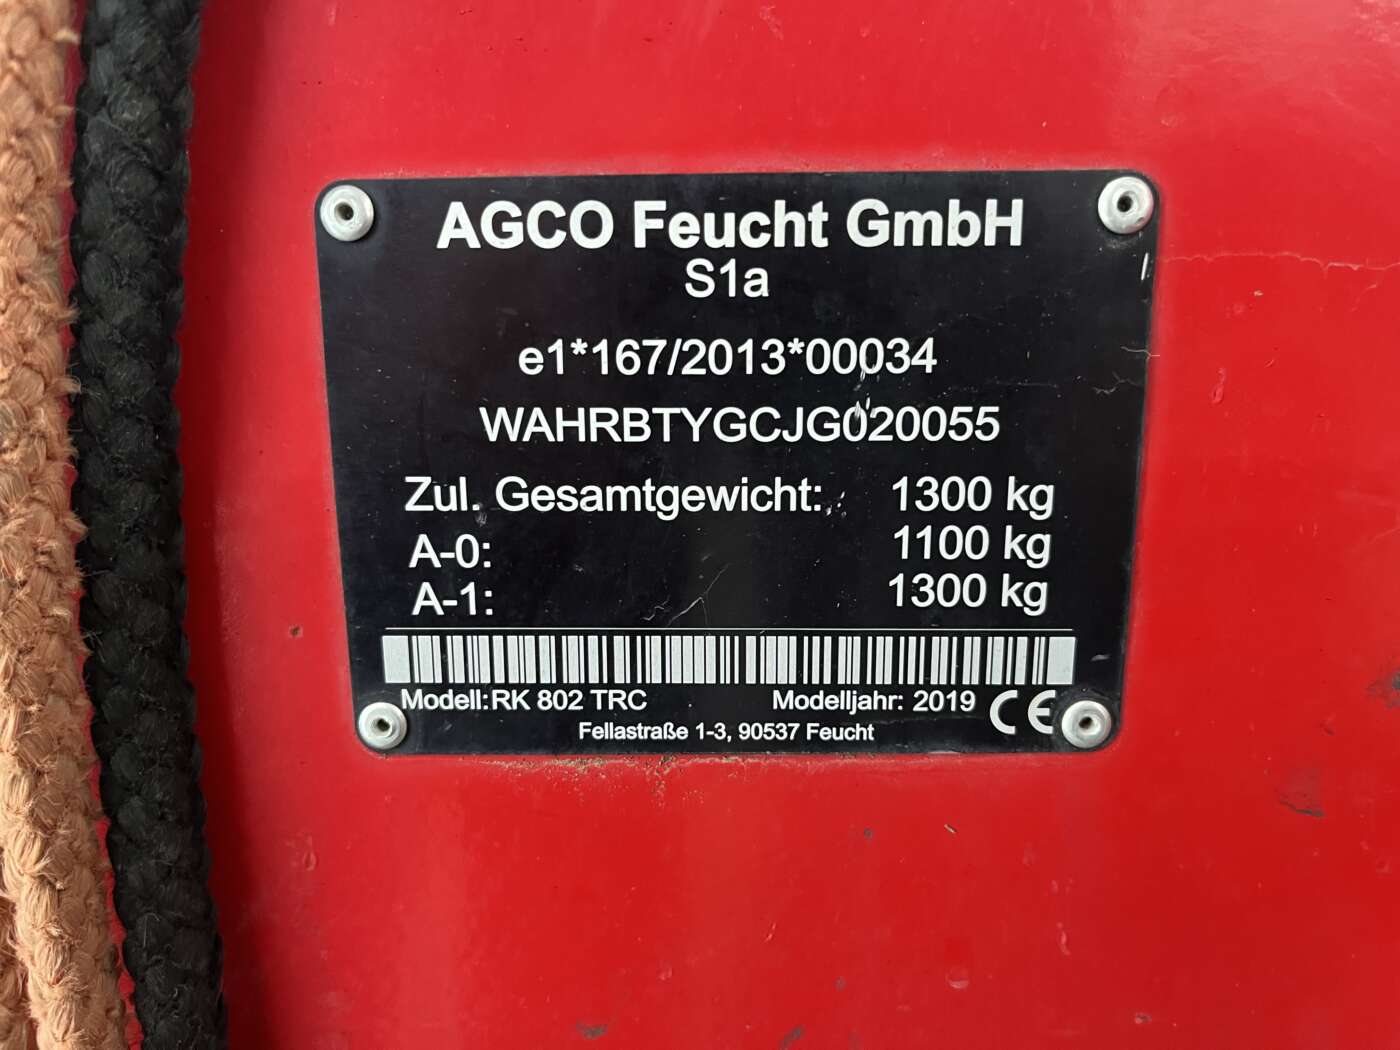 AGCO Feucht GmbH
S1a
e1*167/2013*00034
WAHRBTYGCJG020055
Zul. Gesamtgewicht: 1300 kg
A-0: 1100 kg
A-1: 1300 kg
Modell:RK 802 TRC Modelljahr: 2019 CE
Fellastraße 1-3, 90537 Feucht